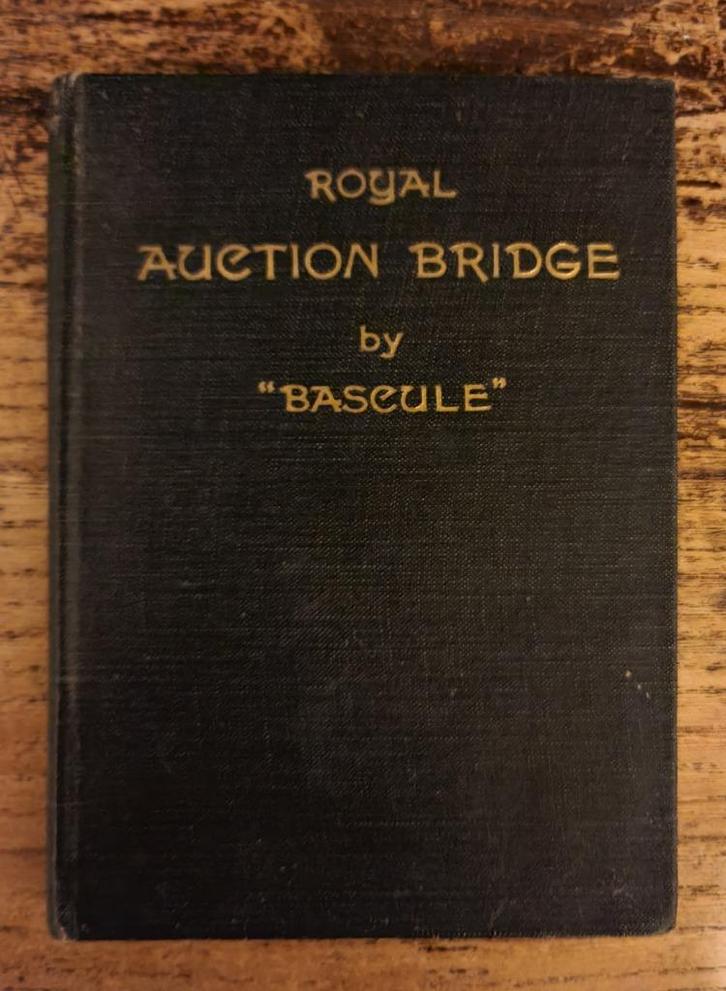 ROYAL
AUCTION BRIDGE
by
“BASCULE”